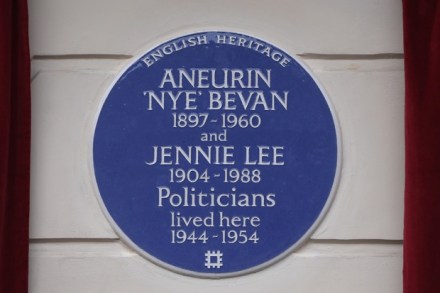 ENGLISH HERITAGE
ANEURIN
'NYE' BEVAN
1897-1960
and
JENNIE LEE
1904-1988
Politicians
lived here
1944-1954